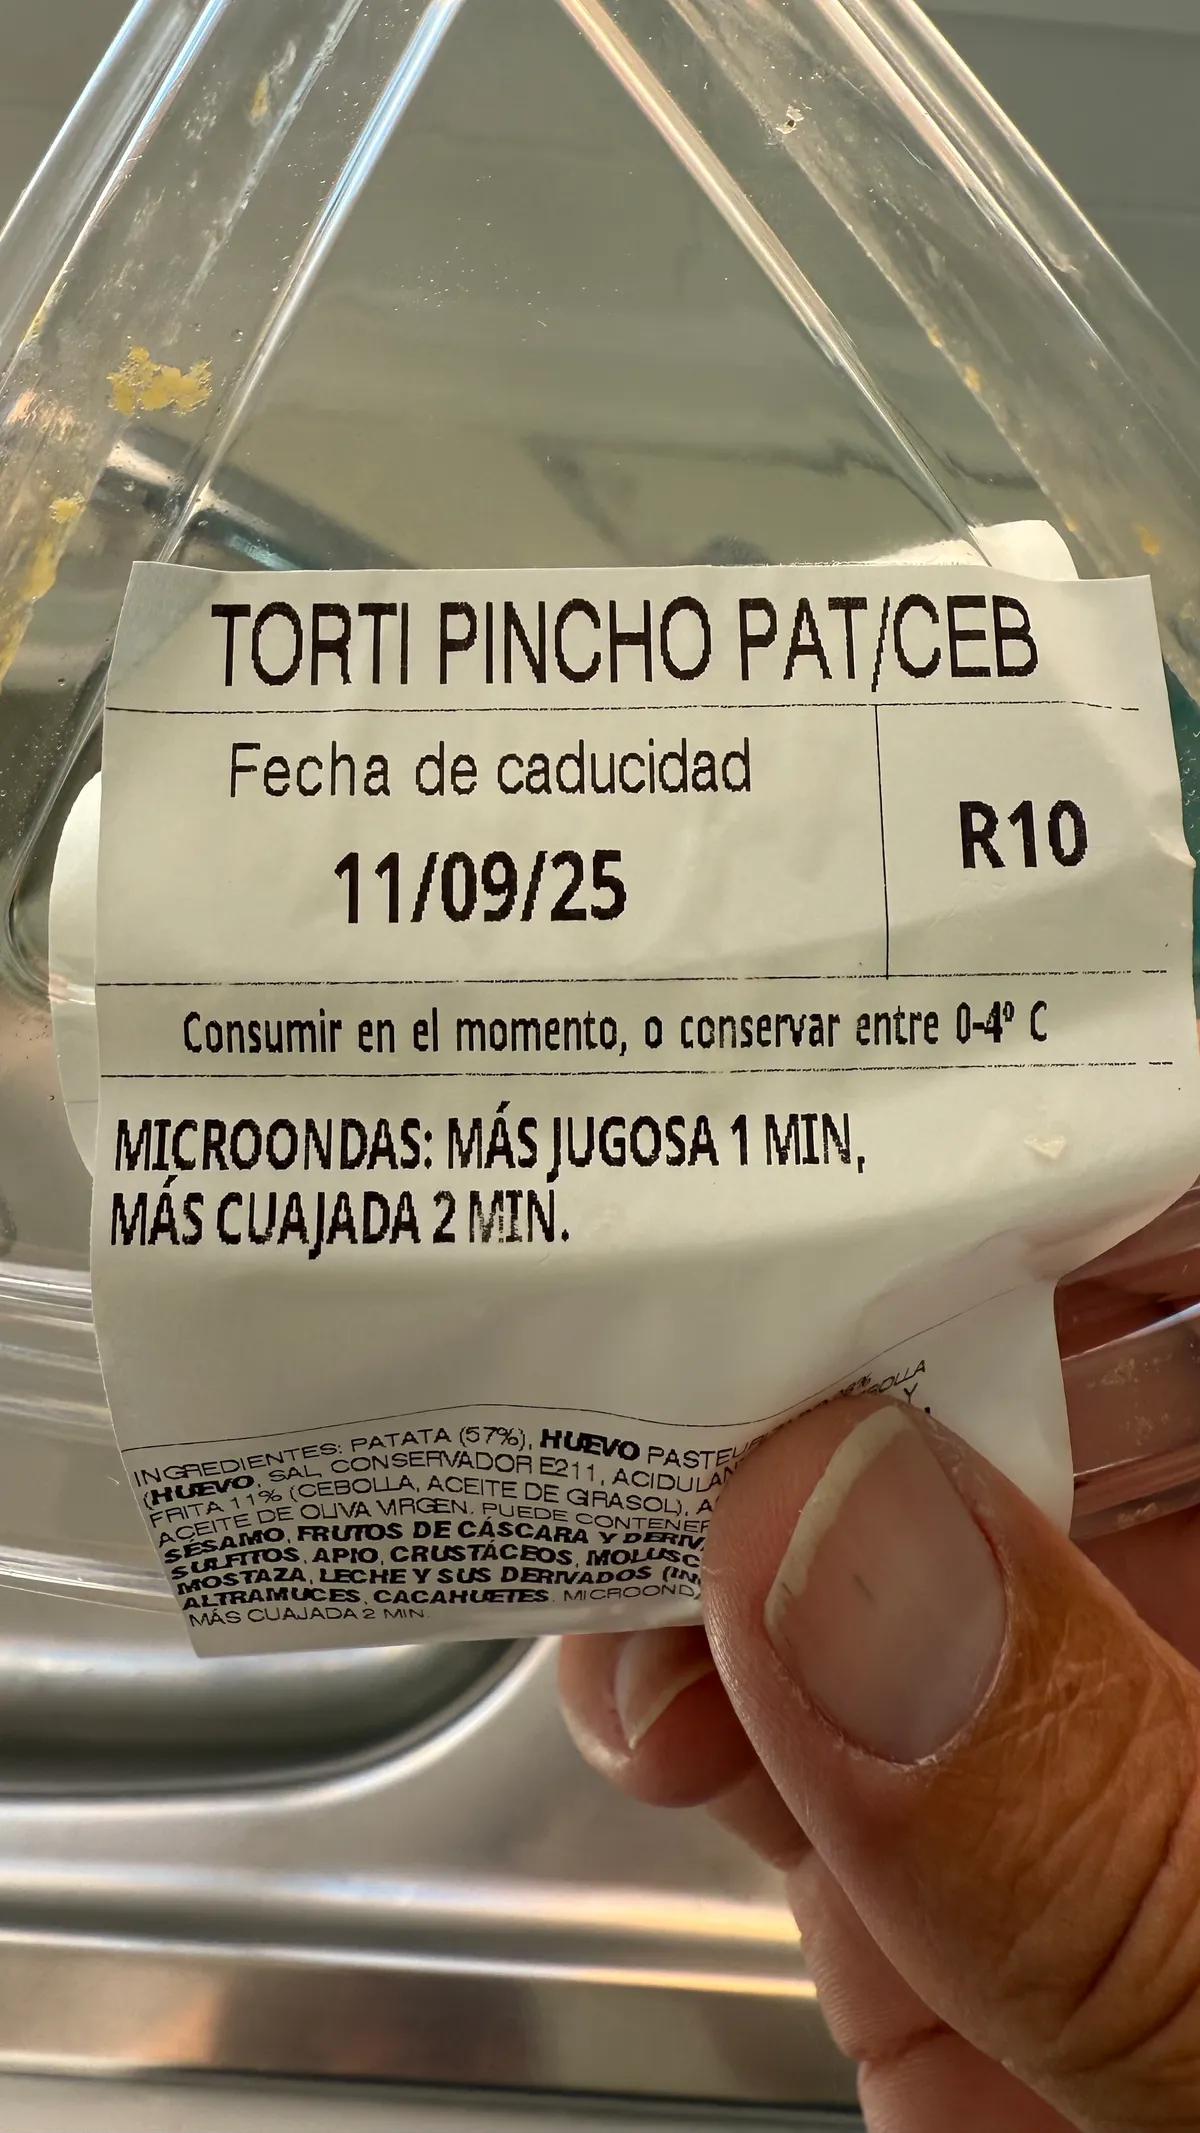 TORTI PINCHO PAT/CEB
Fecha de caducidad
11/09/25
R10
Consumir en el momento, o conservar entre 0-4º C
MICROONDAS: MÁS JUGOSA 1 MIN,
MÁS CUAJADA 2 MIN.
INGREDIENTES: PATATA (57%), HUEVO
(HUEVO, SAL, CONSERVADOR E211, Y,
FRITA 11% (CEBOLLA, ACEITE DE GIRASOL),
ACEITE DE OLIVA VIRGEN. PUEDE
SÉSAMO, FRUTOS DE CÁSCARA Y
SULFITOS, APIO, CRUSTÁCEOS,
MOSTAZA, LECHE Y SUS DERIVADOS
ALTRAMUCES, CACAHUETES.
MÁS CUAJADA 2 MIN.